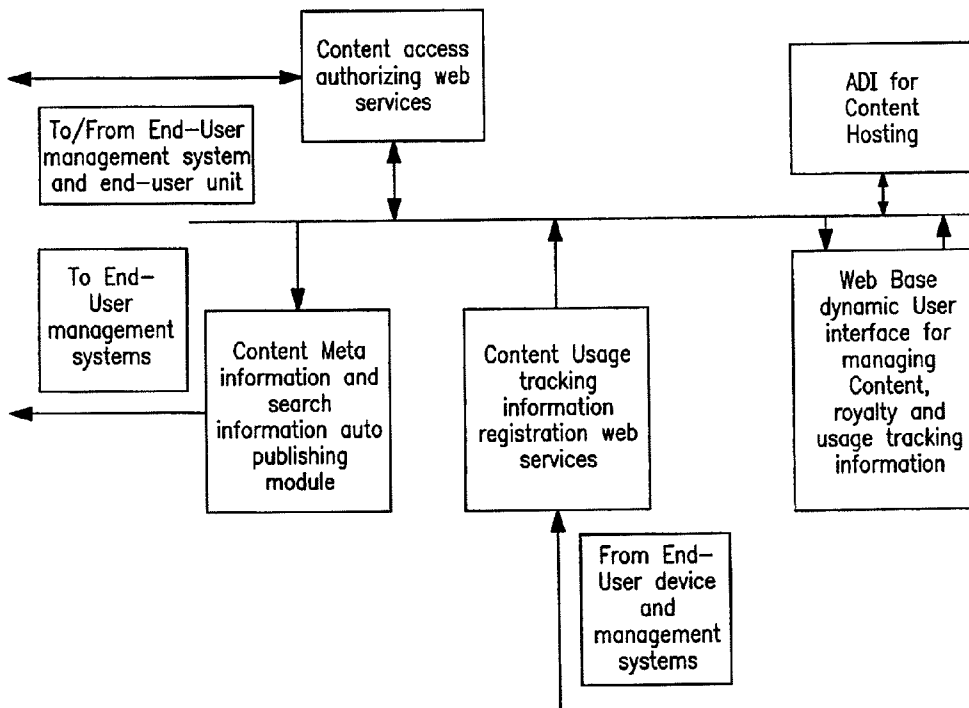 Content access
authorizing web
services
ADI for
Content
Hosting
To/From End-User
management system
and end-user unit
To End-
User
management
systems
Content Meta
information and
search
information auto
publishing
module
Content Usage
tracking
information
registration web
services
Web Base
dynamic User
interface for
managing
Content,
royalty and
usage tracking
information
From End-
User device
and
management
systems